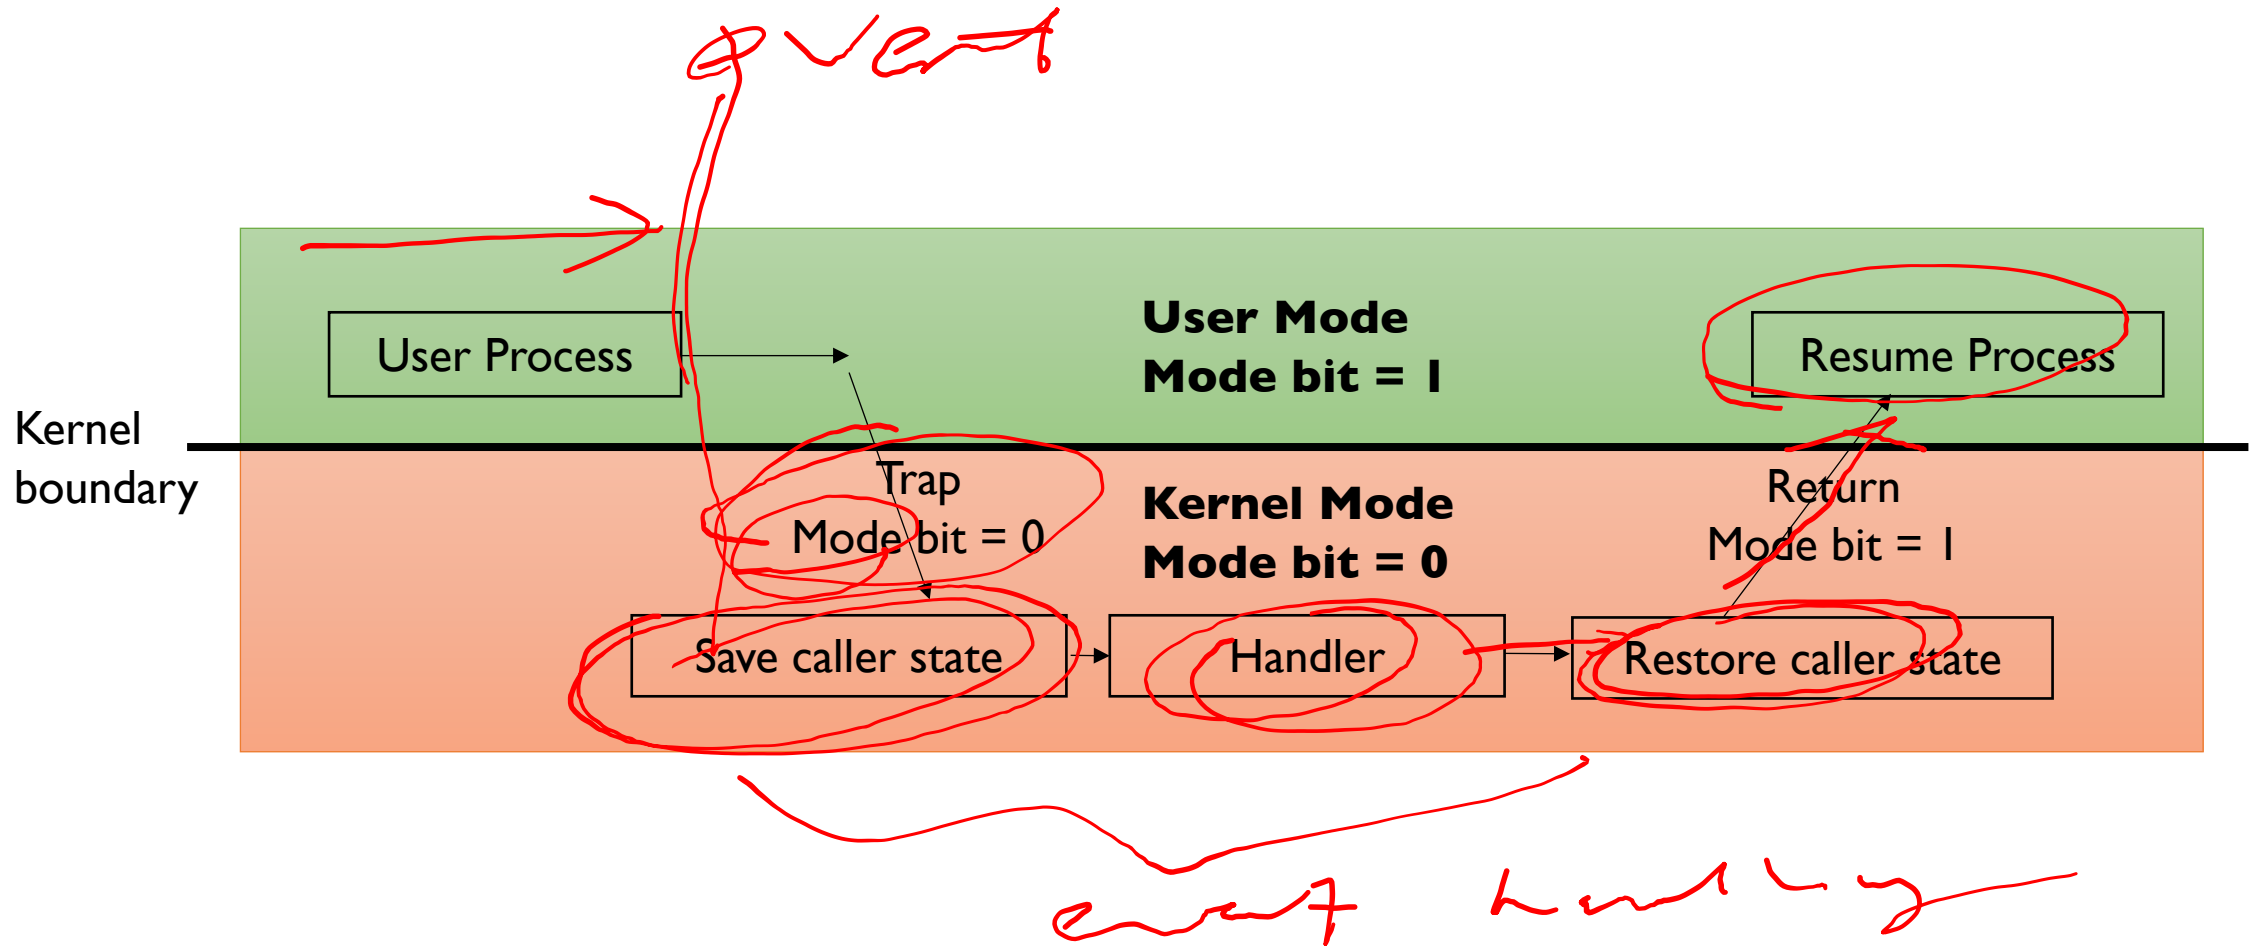 event
User Process
User Mode
Mode bit = 1
Resume Process
Kernel
boundary
Trap
Mode bit = 0
Kernel Mode
Mode bit = 0
Return
Mode bit = 1
Save caller state
Handler
Restore caller state
event handling